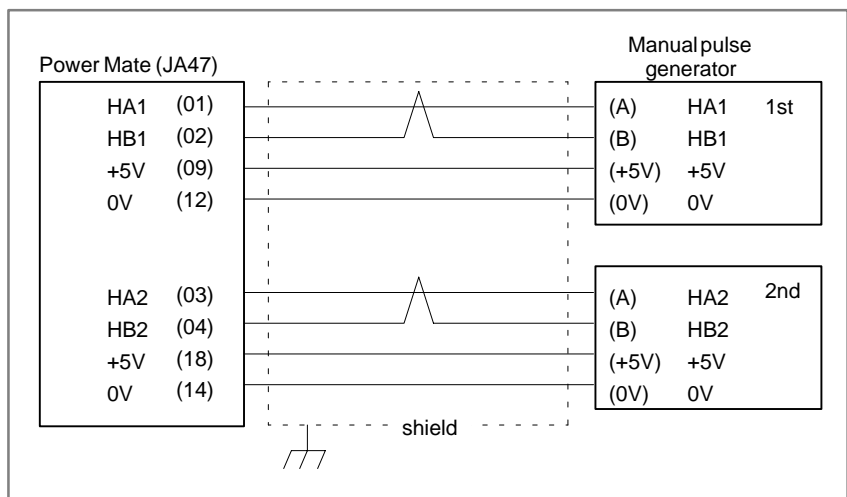 Manual pulse
generator
Power Mate (JA47)
HA1 (01)
HB1 (02)
+5V (09)
0V (12)
(A) HA1 1st
(B) HB1
(+5V) +5V
(0V) 0V
HA2 (03)
HB2 (04)
+5V (18)
0V (14)
(A) HA2 2nd
(B) HB2
(+5V) +5V
(0V) 0V
shield